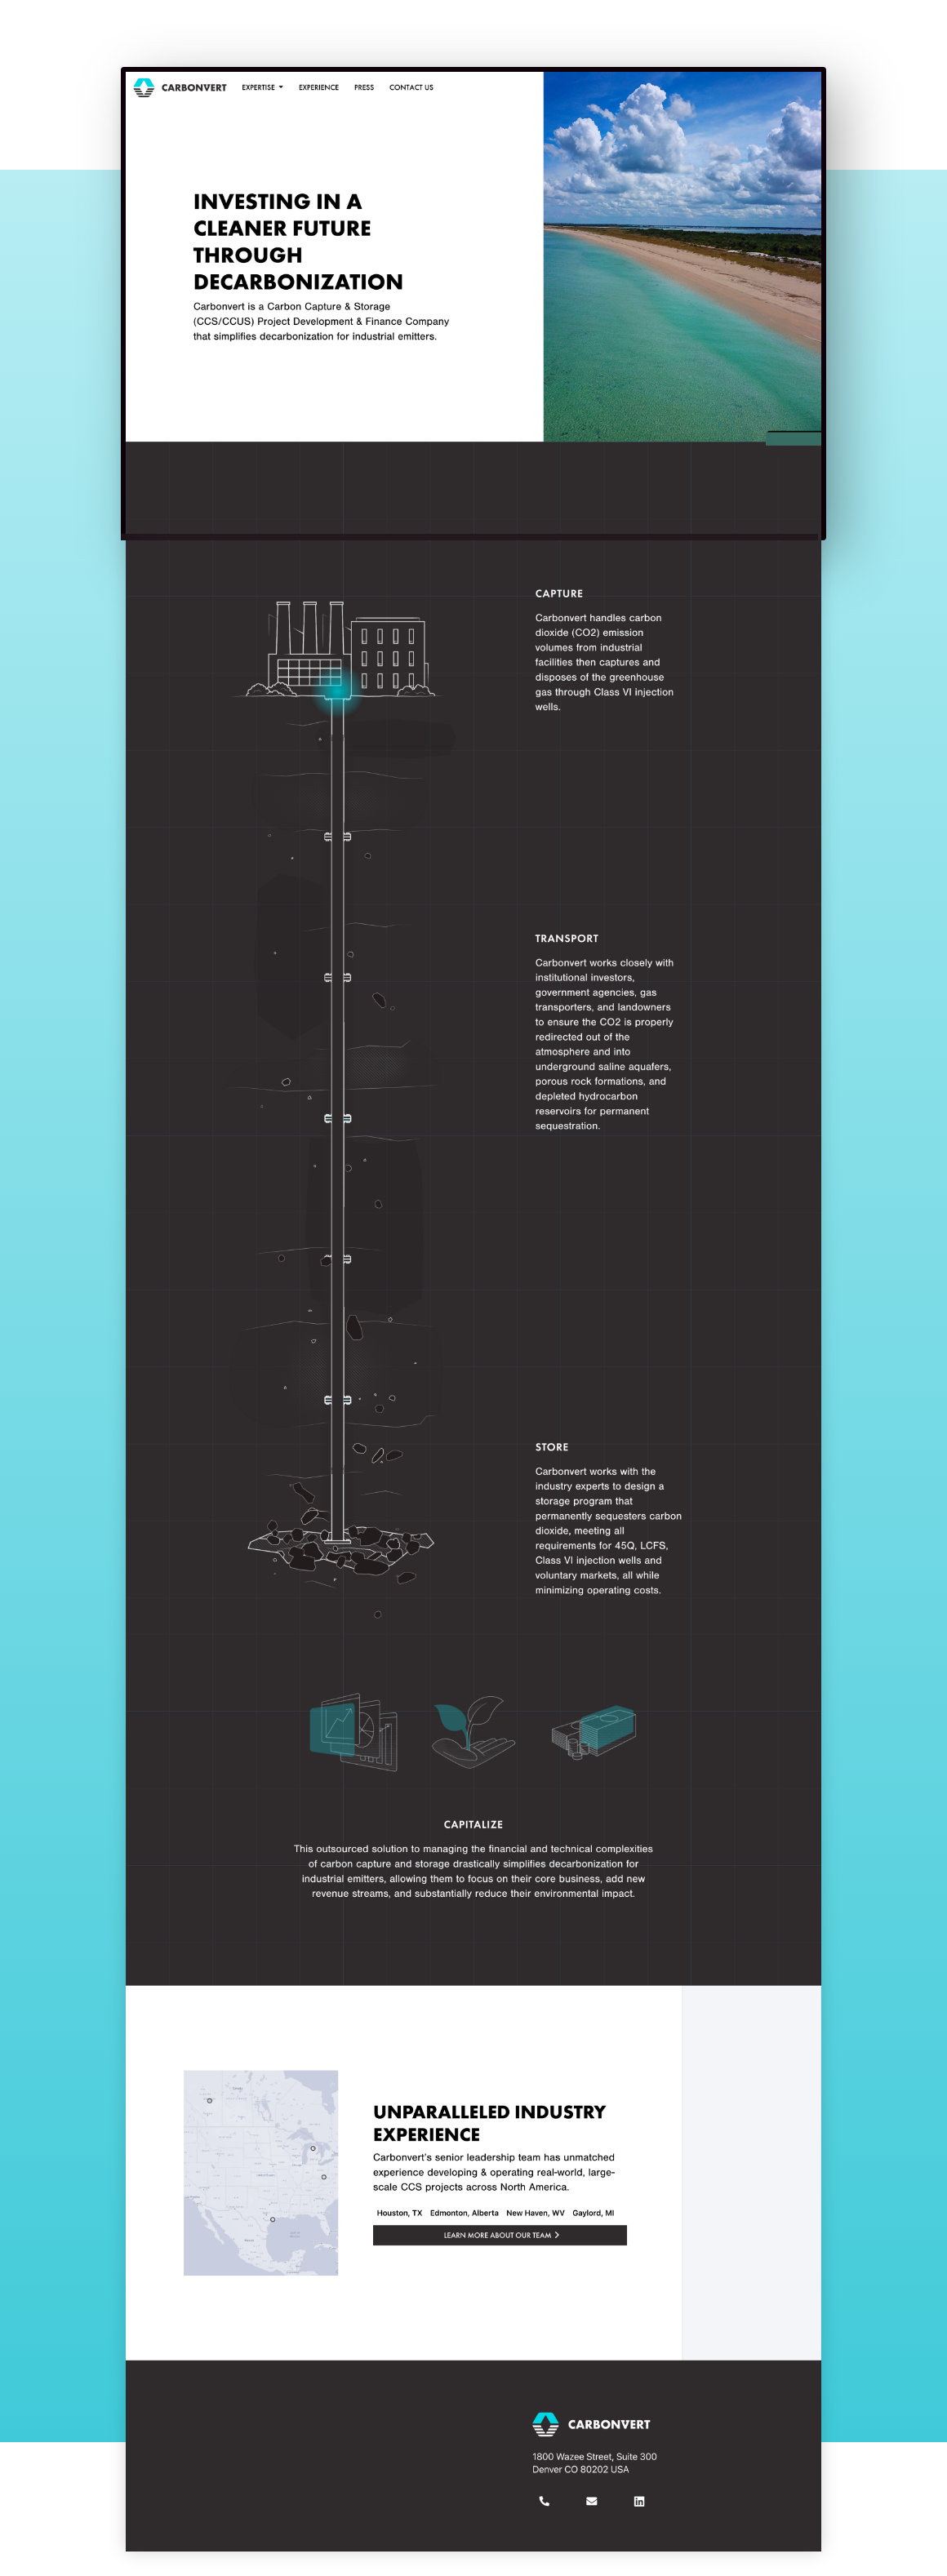 CARBONVERT
EXPERTISE
EXPERIENCE
PRESS
CONTACT US
INVESTING IN A
CLEANER FUTURE
THROUGH
DECARBONIZATION
Carbonvert is a Carbon Capture & Storage
(CCS/CCUS) Project Development & Finance Company
that simplifies decarbonization for industrial emitters.
CAPTURE
Carbonvert handles carbon
dioxide (CO2) emission
volumes from industrial
facilities then captures and
disposes of the greenhouse
gas through Class VI injection
wells.
TRANSPORT
Carbonvert works closely with
institutional investors,
government agencies, gas
transporters, and landowners
to ensure the CO2 is properly
redirected out of the
atmosphere and into
underground saline aquafers,
porous rock formations, and
depleted hydrocarbon
reservoirs for permanent
sequestration.
STORE
Carbonvert works with the
industry experts to design a
storage program that
permanently sequesters carbon
dioxide, meeting all
requirements for 45Q, LCFS,
Class VI injection wells and
voluntary markets, all while
minimizing operating costs.
CAPITALIZE
This outsourced solution to managing the financial and technical complexities
of carbon capture and storage drastically simplifies decarbonization for
industrial emitters, allowing them to focus on their core business, add new
revenue streams, and substantially reduce their environmental impact.
UNPARALLELED INDUSTRY
EXPERIENCE
Carbonvert's senior leadership team has unmatched
experience developing & operating real-world, large-
scale CCS projects across North America.
Houston, TX Edmonton, Alberta New Haven, WV Gaylord, MI
LEARN MORE ABOUT OUR TEAM
CARBONVERT
1800 Wazee Street, Suite 300
Denver CO 80202 USA